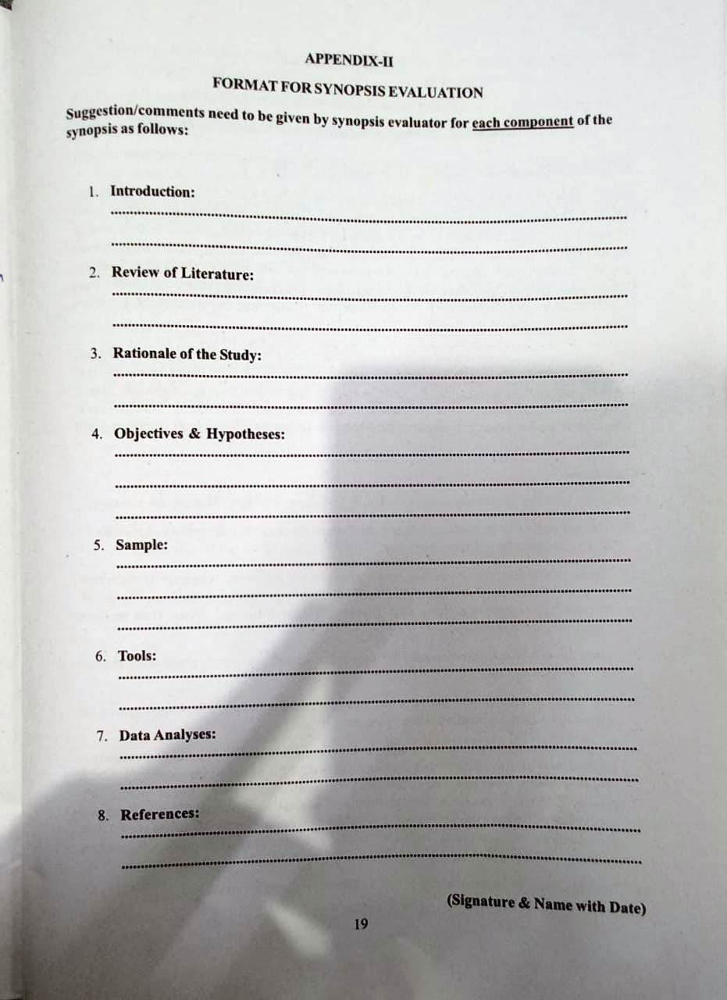 APPENDIX-II
FORMAT FOR SYNOPSIS EVALUATION
Suggestion/comments need to be given by synopsis evaluator for each component of the
synopsis as follows:
1. Introduction:
2. Review of Literature:
3. Rationale of the Study:
4. Objectives & Hypotheses:
5. Sample:
6. Tools:
7. Data Analyses:
8. References:
(Signature & Name with Date)
19